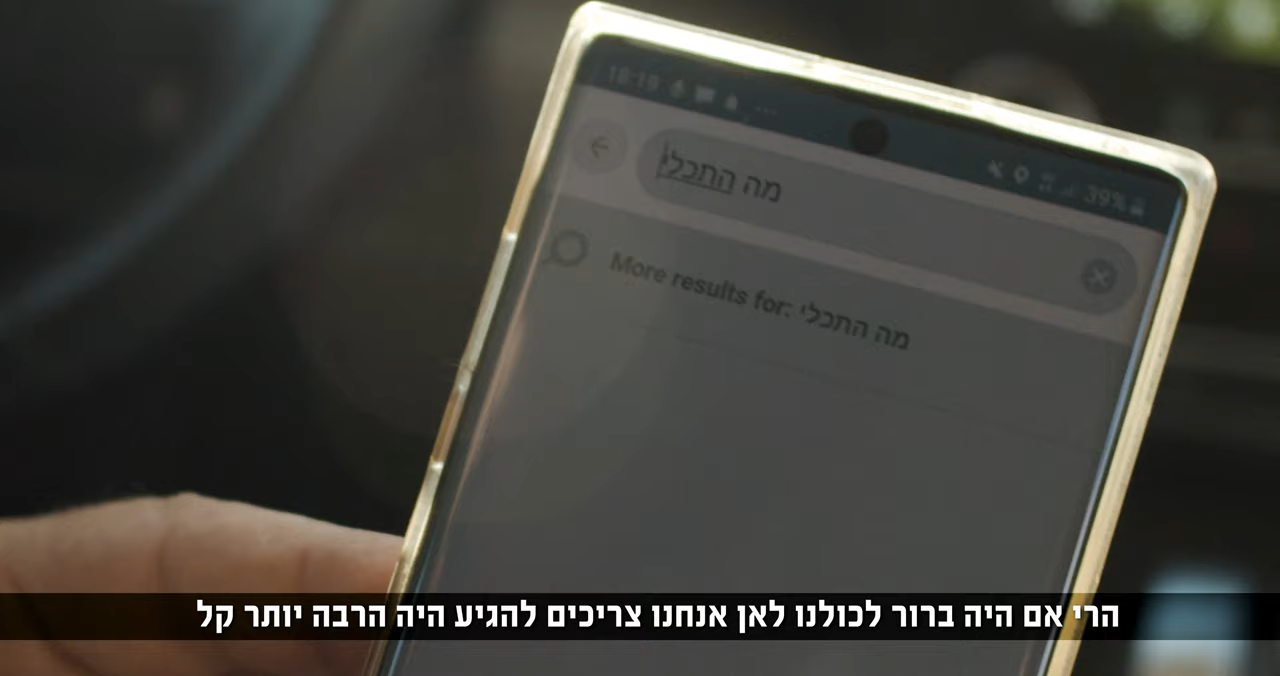 18:19 ... 39%
מה התכלי
More results for: מה התכלי
הרי אם היה ברור לכולנו לאן אנחנו צריכים להגיע היה הרבה יותר קל